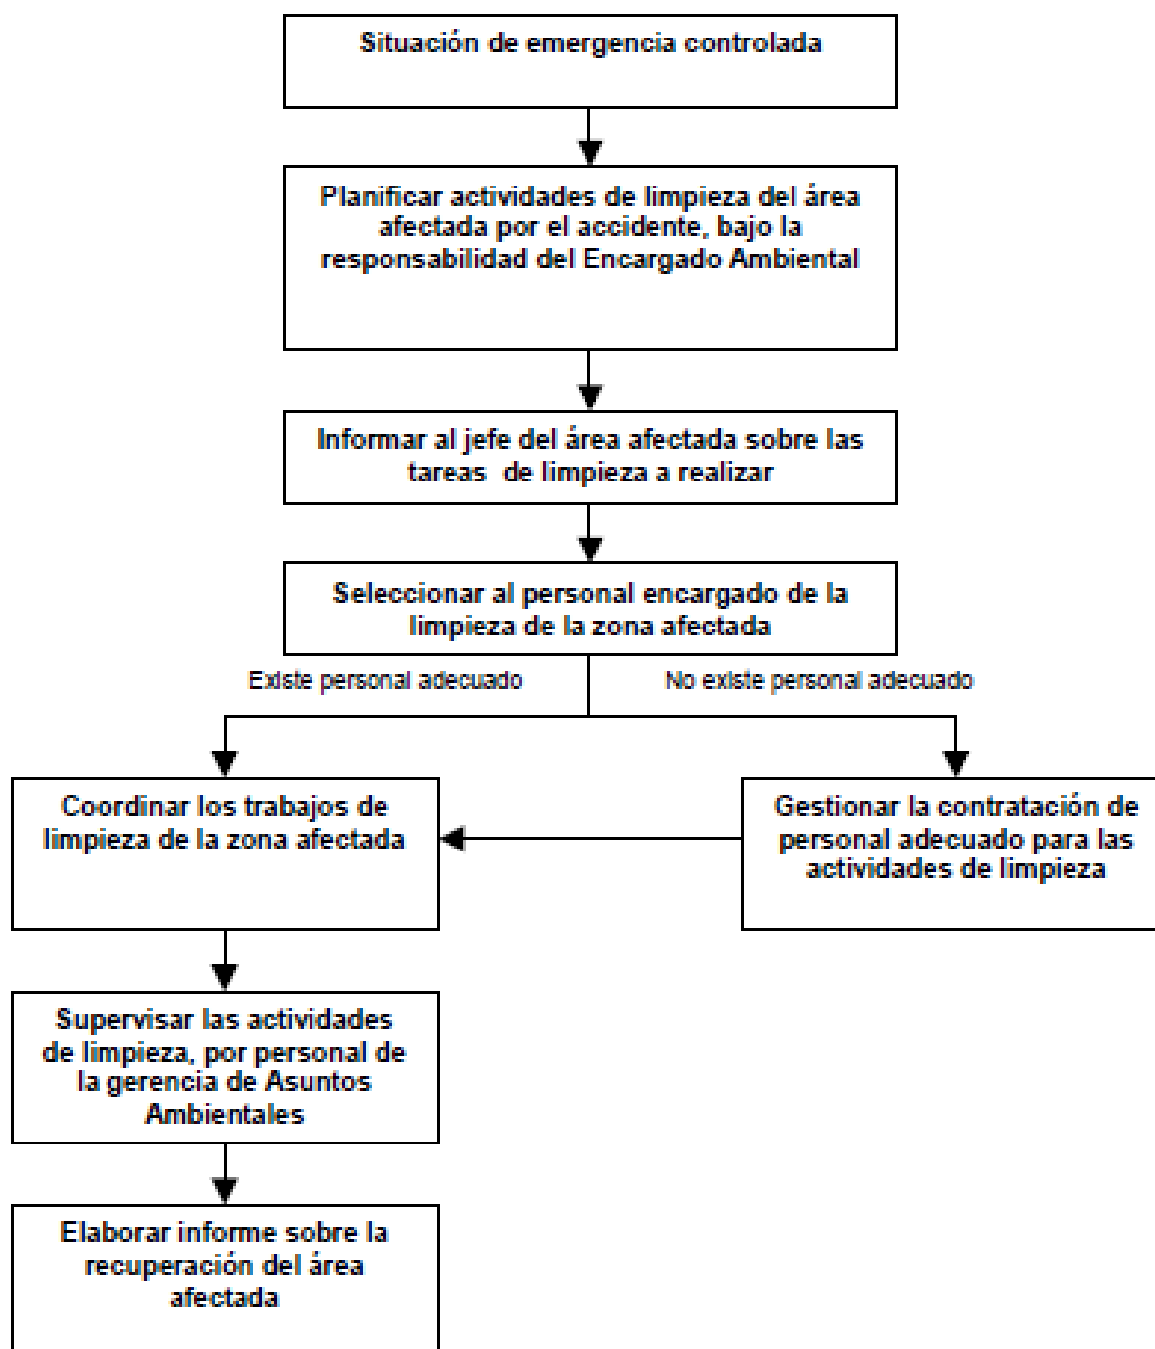 Situación de emergencia controlada
Planificar actividades de limpieza del área
afectada por el accidente, bajo la
responsabilidad del Encargado Ambiental
Informar al jefe del área afectada sobre las
tareas de limpieza a realizar
Seleccionar al personal encargado de la
limpieza de la zona afectada
Existe personal adecuado
No existe personal adecuado
Coordinar los trabajos de
limpieza de la zona afectada
Gestionar la contratación de
personal adecuado para las
actividades de limpieza
Supervisar las actividades
de limpieza, por personal de
la gerencia de Asuntos
Ambientales
Elaborar informe sobre la
recuperación del área
afectada